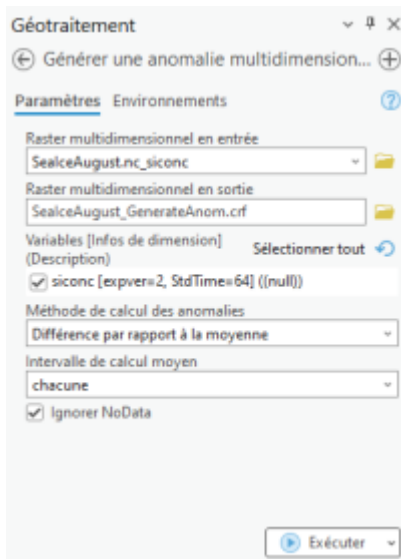 Géotraitement
Générer une anomalie multidimension...
Paramètres Environnements
Raster multidimensionnel en entrée
SeaIceAugust.nc_siconc
Raster multidimensionnel en sortie
SeaIceAugust_GenerateAnom.crf
Variables [Infos de dimension]
(Description)
Sélectionner tout
siconc [expver=2, StdTime=64] ((null))
Méthode de calcul des anomalies
Différence par rapport à la moyenne
Intervalle de calcul moyen
chacune
Ignorer NoData
Exécuter